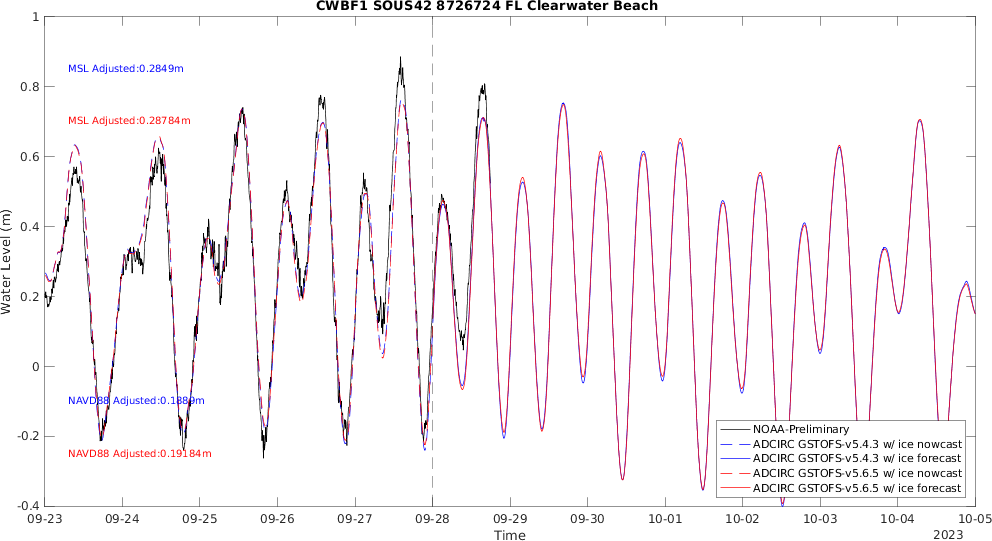 CWBF1 SOUS42 8726724 FL Clearwater Beach
1
0.8
0.6
0.4
0.2
0
-0.2
-0.4
Water Level (m)
MSL Adjusted:0.2849m
MSL Adjusted:0.28784m
NAVD88 Adjusted:0.1889m
NAVD88 Adjusted:0.19184m
NOAA-Preliminary
ADCIRC GSTOFS-v5.4.3 w/ ice nowcast
ADCIRC GSTOFS-v5.4.3 w/ ice forecast
ADCIRC GSTOFS-v5.6.5 w/ ice nowcast
ADCIRC GSTOFS-v5.6.5 w/ ice forecast
09-23 09-24 09-25 09-26 09-27 09-28 09-29 09-30 10-01 10-02 10-03 10-04 10-05
Time
2023